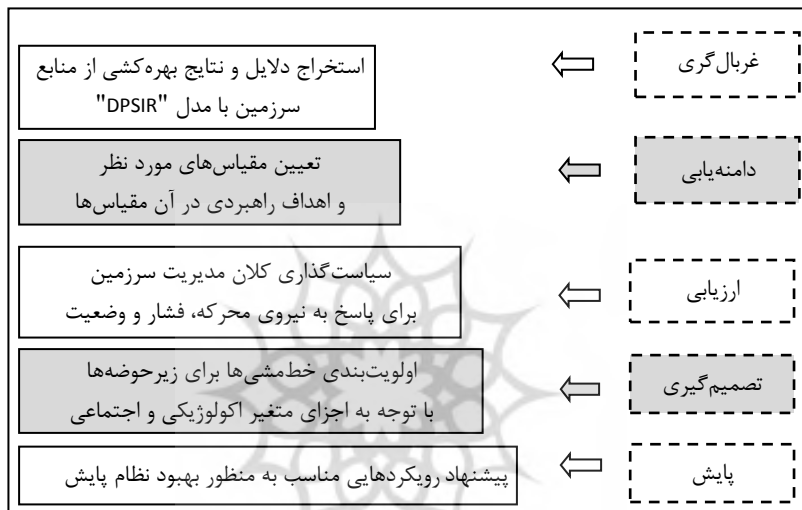 غربال‌گری
استخراج دلایل و نتایج بهره‌کشی از منابع
سرزمین با مدل "DPSIR"
دامنه‌یابی
تعیین مقیاس‌های مورد نظر
و اهداف راهبردی در آن مقیاس‌ها
ارزیابی
سیاست‌گذاری کلان مدیریت سرزمین
برای پاسخ به نیروی محرکه، فشار و وضعیت
تصمیم‌گیری
اولویت‌بندی خط‌مشی‌ها برای زیرحوضه‌ها
با توجه به اجزای متغیر اکولوژیکی و اجتماعی
پایش
پیشنهاد رویکردهایی مناسب به منظور بهبود نظام پایش